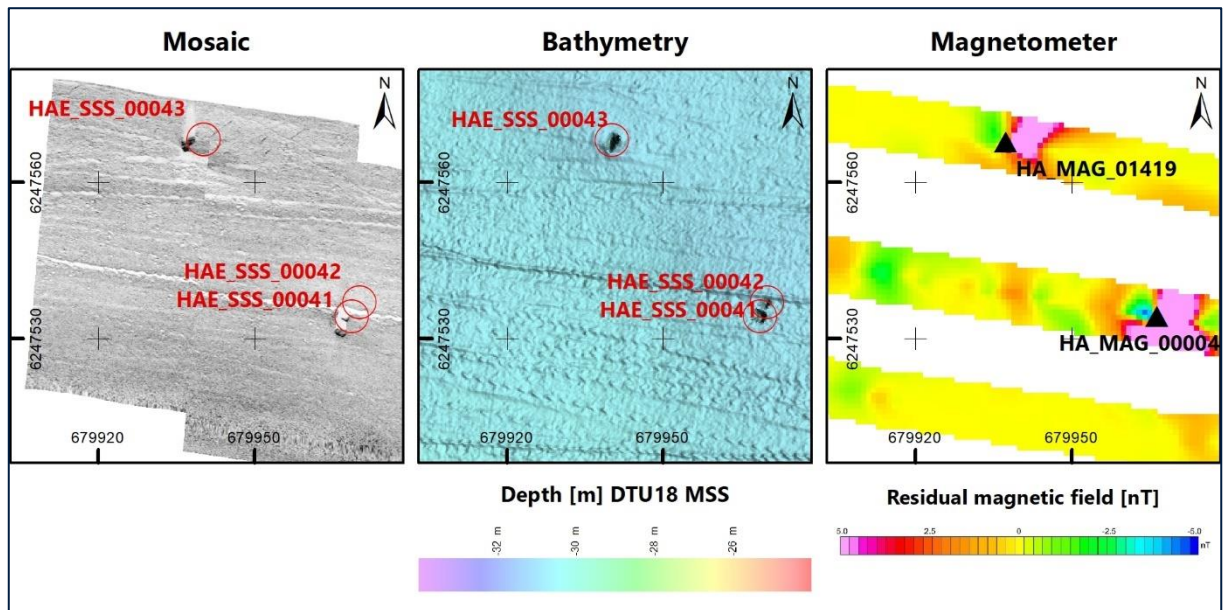 Mosaic
N
HAE_SSS_00043
6247560
HAE_SSS_00042
HAE_SSS_00041
6247530
679920
679950
Bathymetry
N
HAE_SSS_00043
6247560
HAE_SSS_00042
HAE_SSS_00041
6247530
679920
679950
Depth [m] DTU18 MSS
-32 m
-30 m
-28 m
-26 m
Magnetometer
N
HA_MAG_01419
6247560
HA_MAG_00004
6247530
679920
679950
Residual magnetic field [nT]
5.0
2.5
0
-2.5
-5.0
nT